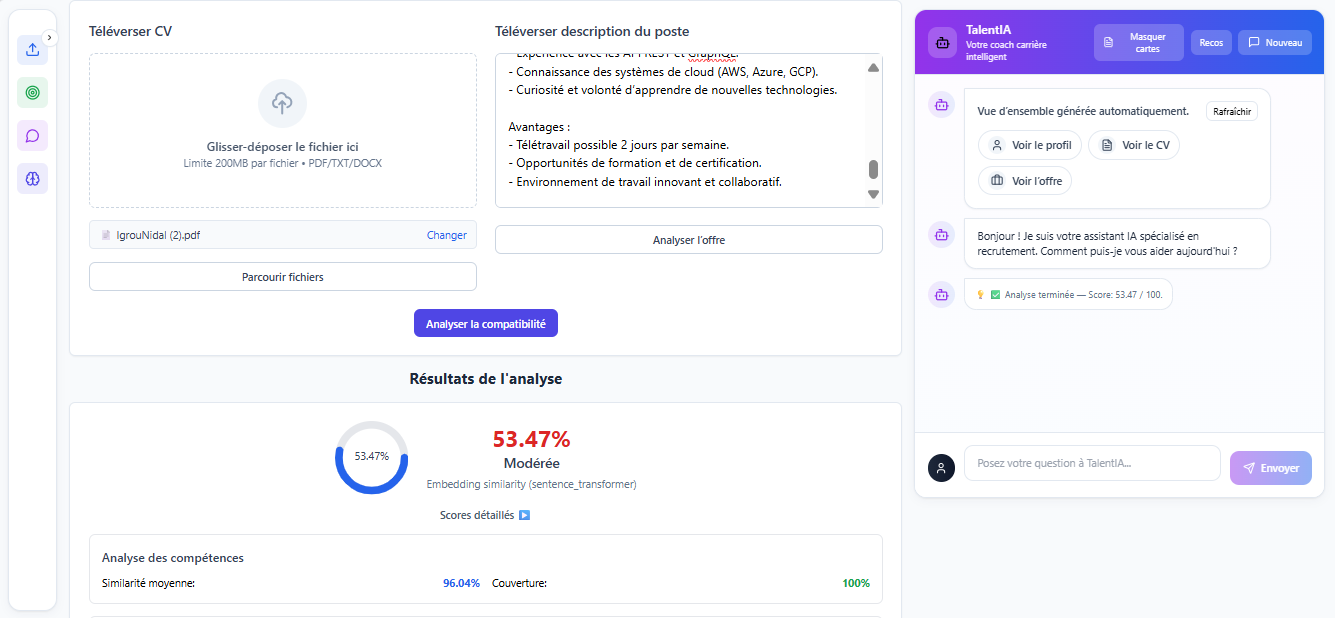 Téléverser CV
Glisser-déposer le fichier ici
Limite 200MB par fichier • PDF/TXT/DOCX
IgrouNidal (2).pdf
Changer
Parcourir fichiers
Téléverser description du poste
- Expérience avec les API REST et GraphQL.
- Connaissance des systèmes de cloud (AWS, Azure, GCP).
- Curiosité et volonté d'apprendre de nouvelles technologies.
Avantages :
- Télétravail possible 2 jours par semaine.
- Opportunités de formation et de certification.
- Environnement de travail innovant et collaboratif.
Analyser l'offre
Analyser la compatibilité
Résultats de l'analyse
53.47%
53.47%
Modérée
Embedding similarity (sentence_transformer)
Scores détaillés
Analyse des compétences
Similarité moyenne: 96.04% Couverture: 100%
TalentIA
Votre coach carrière
intelligent
Masquer
cartes
Recos
Nouveau
Vue d'ensemble générée automatiquement.
Rafraîchir
Voir le profil
Voir le CV
Voir l'offre
Bonjour ! Je suis votre assistant IA spécialisé en
recrutement. Comment puis-je vous aider aujourd'hui ?
Analyse terminée — Score: 53.47 / 100.
Posez votre question à TalentIA...
Envoyer